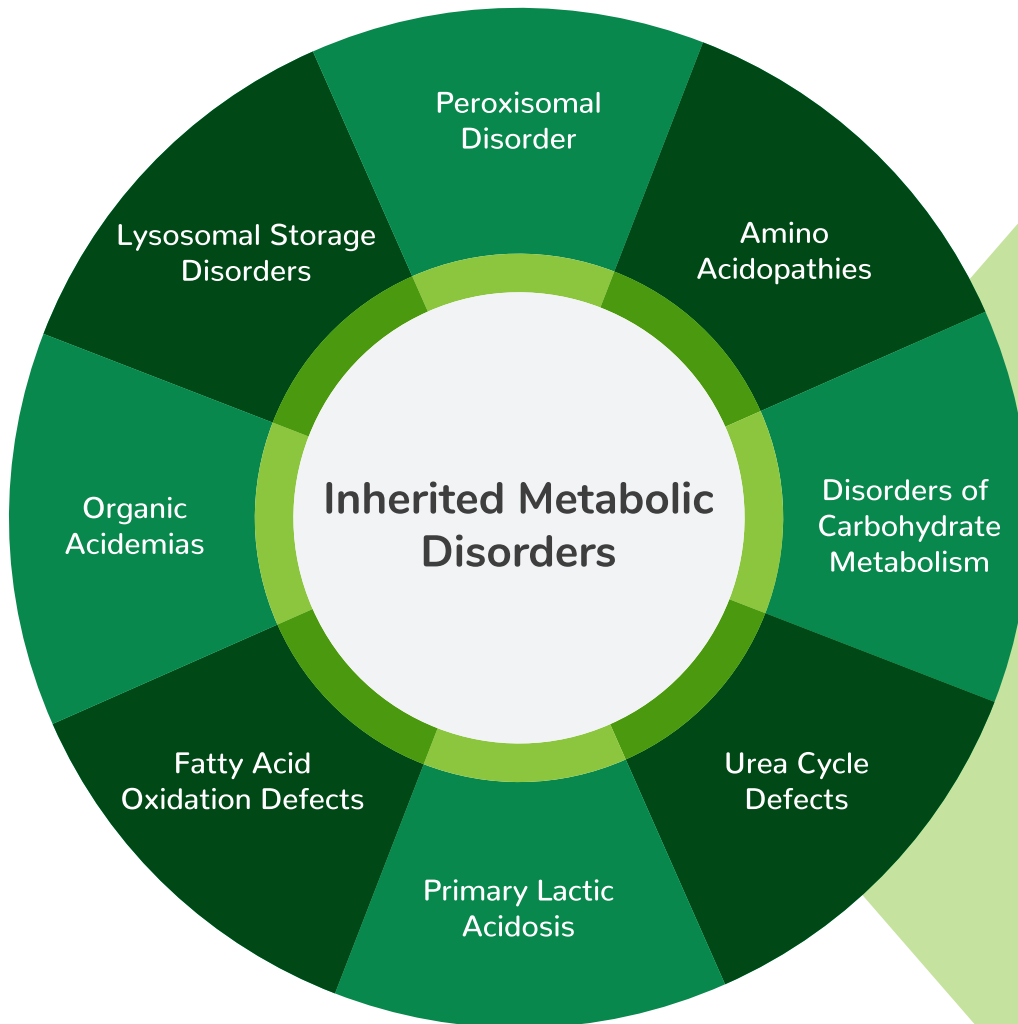 Peroxisomal
Disorder
Amino
Acidopathies
Disorders of
Carbohydrate
Metabolism
Urea Cycle
Defects
Primary Lactic
Acidosis
Fatty Acid
Oxidation Defects
Organic
Acidemias
Lysosomal Storage
Disorders
Inherited Metabolic
Disorders